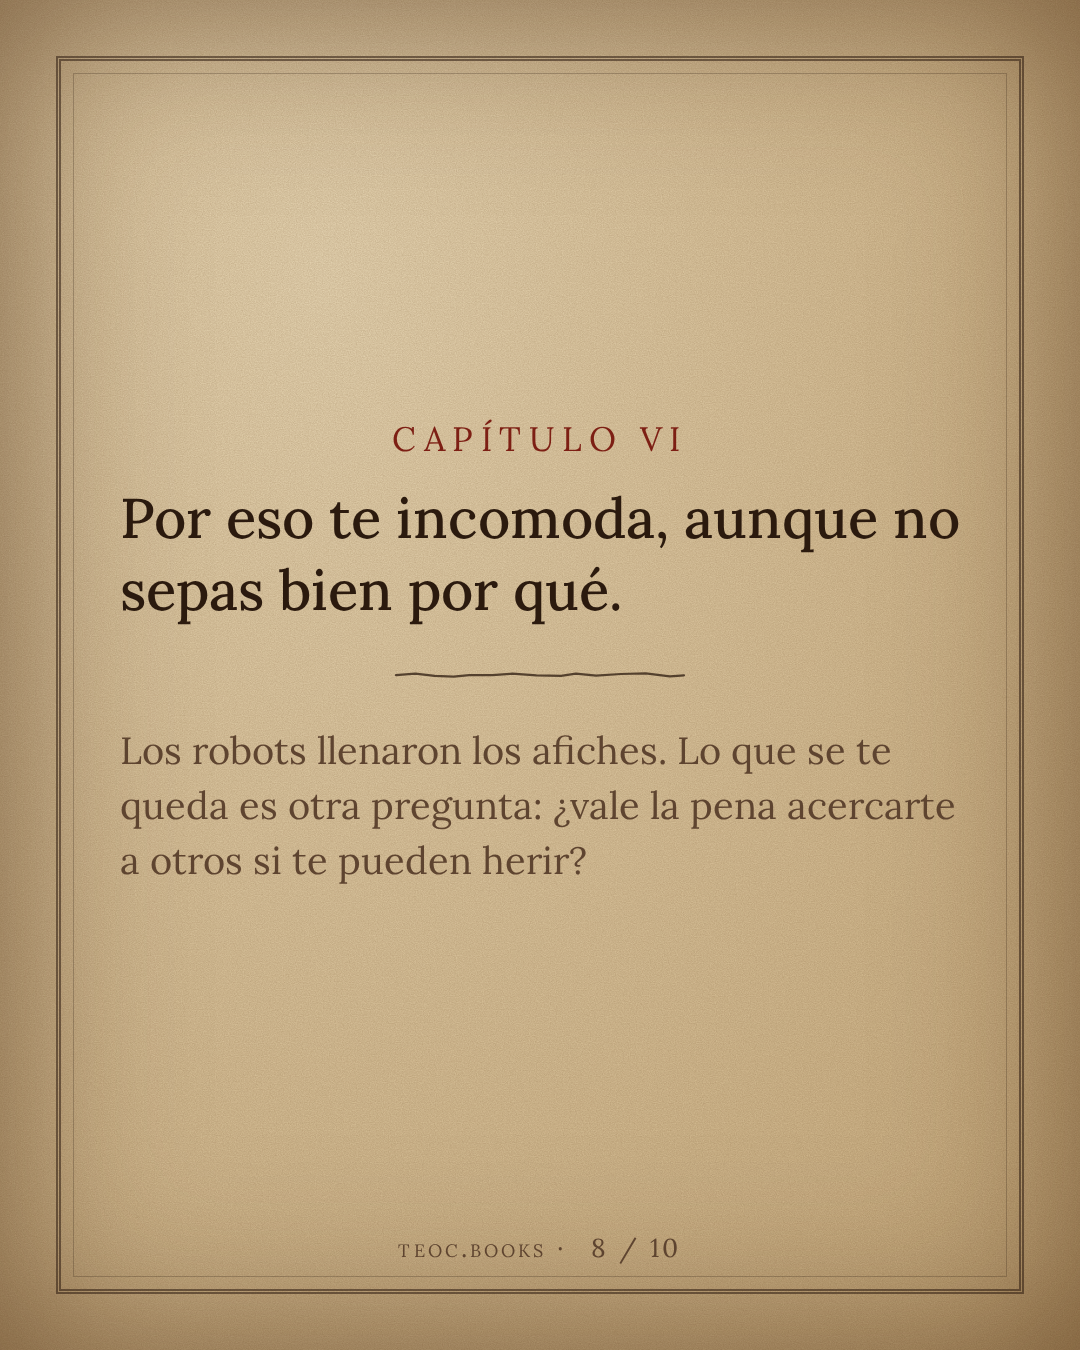 CAPÍTULO VI
Por eso te incomoda, aunque no
sepas bien por qué.
Los robots llenaron los afiches. Lo que se te
queda es otra pregunta: ¿vale la pena acercarte
a otros si te pueden herir?
TEOC.BOOKS · 8 / 10